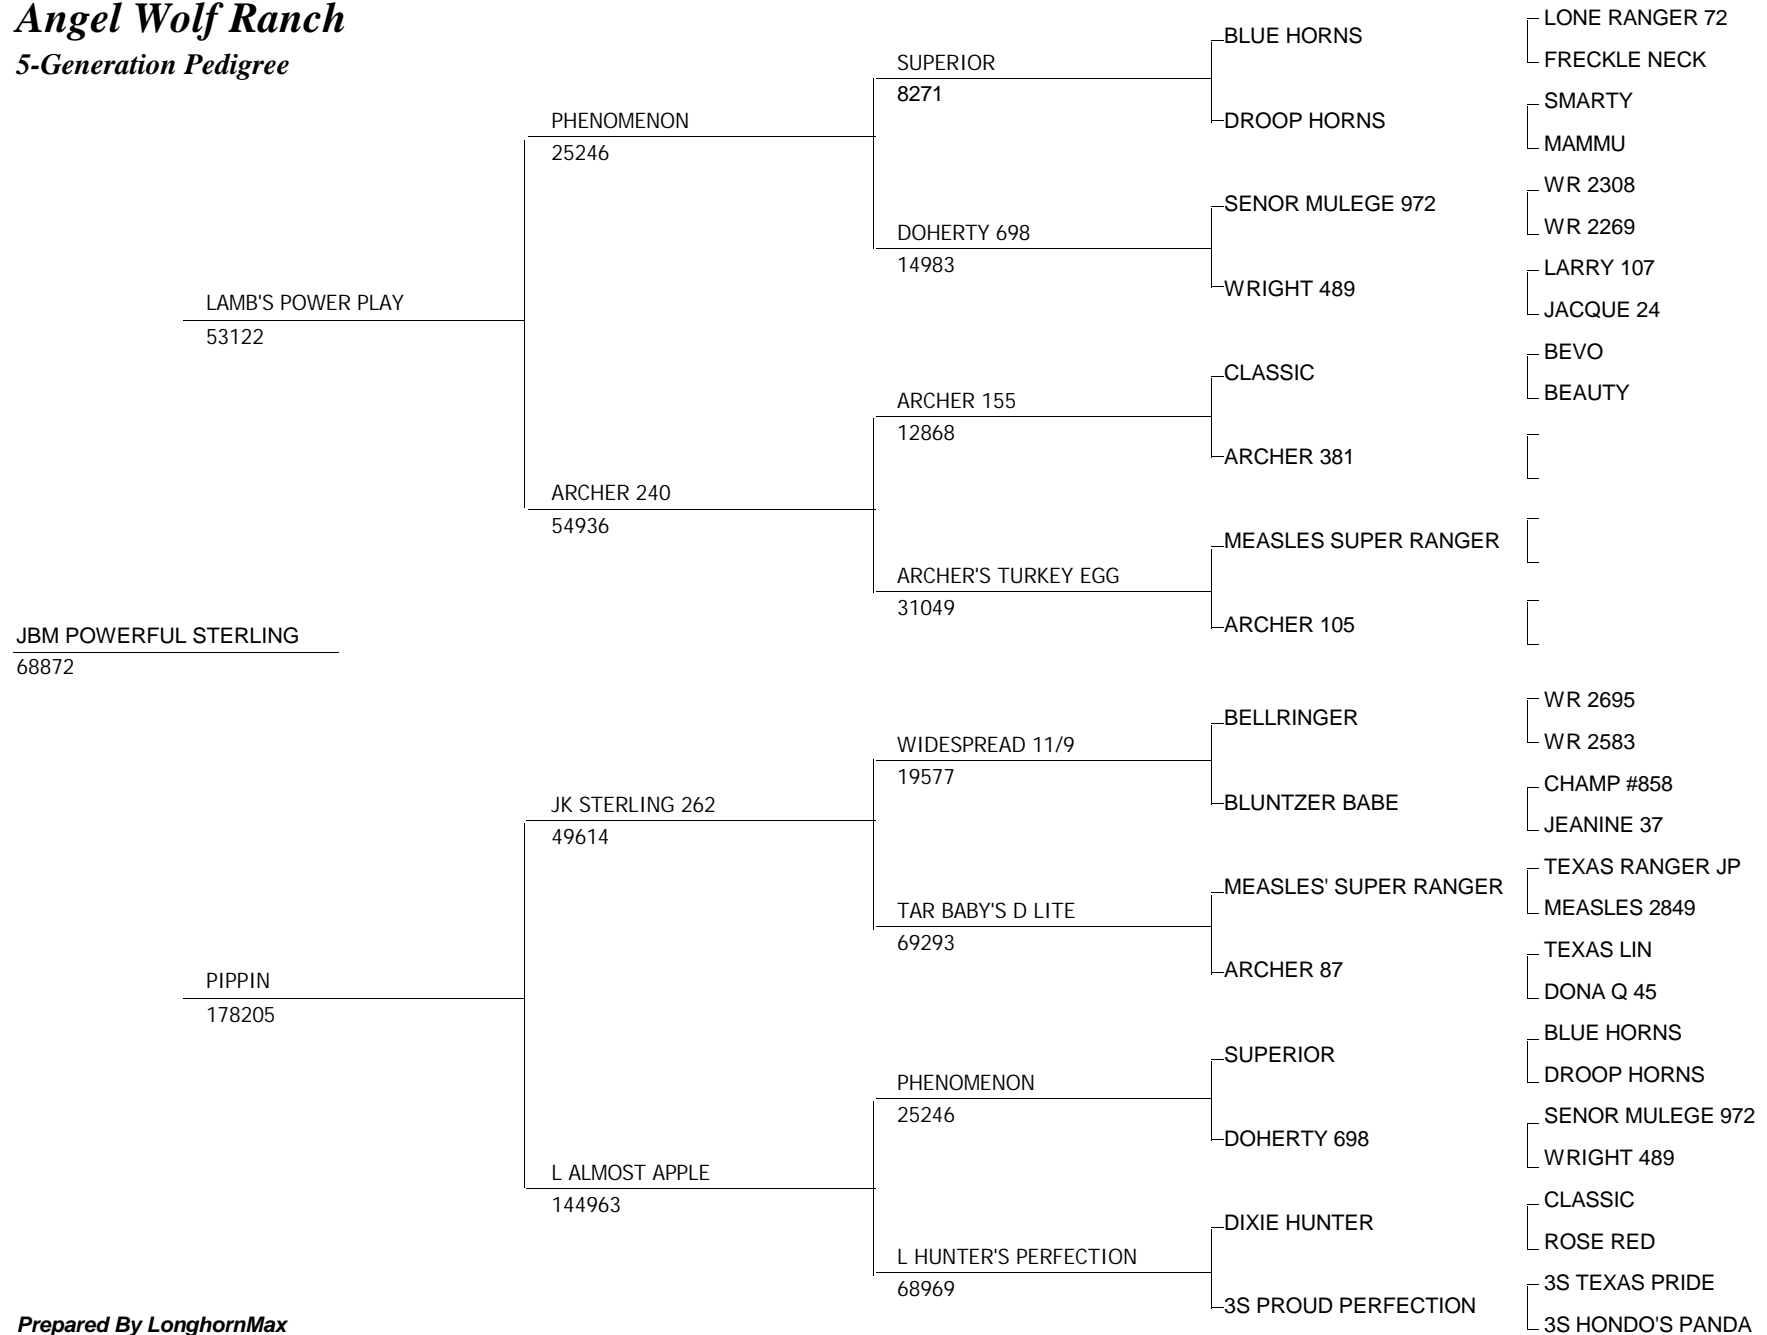 Angel Wolf Ranch
5-Generation Pedigree
JBM POWERFUL STERLING
68872
LAMB'S POWER PLAY
53122
PIPPIN
178205
PHENOMENON
25246
ARCHER 240
54936
JK STERLING 262
49614
L ALMOST APPLE
144963
SUPERIOR
8271
DOHERTY 698
14983
ARCHER 155
12868
ARCHER'S TURKEY EGG
31049
WIDESPREAD 11/9
19577
TAR BABY'S D LITE
69293
PHENOMENON
25246
L HUNTER'S PERFECTION
68969
BLUE HORNS
DROOP HORNS
SENOR MULEGE 972
WRIGHT 489
CLASSIC
ARCHER 381
MEASLES SUPER RANGER
ARCHER 105
BELLRINGER
BLUNTZER BABE
MEASLES' SUPER RANGER
ARCHER 87
SUPERIOR
DOHERTY 698
DIXIE HUNTER
3S PROUD PERFECTION
LONE RANGER 72
FRECKLE NECK
SMARTY
MAMMU
WR 2308
WR 2269
LARRY 107
JACQUE 24
BEVO
BEAUTY
WR 2695
WR 2583
CHAMP #858
JEANINE 37
TEXAS RANGER JP
MEASLES 2849
TEXAS LIN
DONA Q 45
BLUE HORNS
DROOP HORNS
SENOR MULEGE 972
WRIGHT 489
CLASSIC
ROSE RED
3S TEXAS PRIDE
3S HONDO'S PANDA
Prepared By LonghornMax